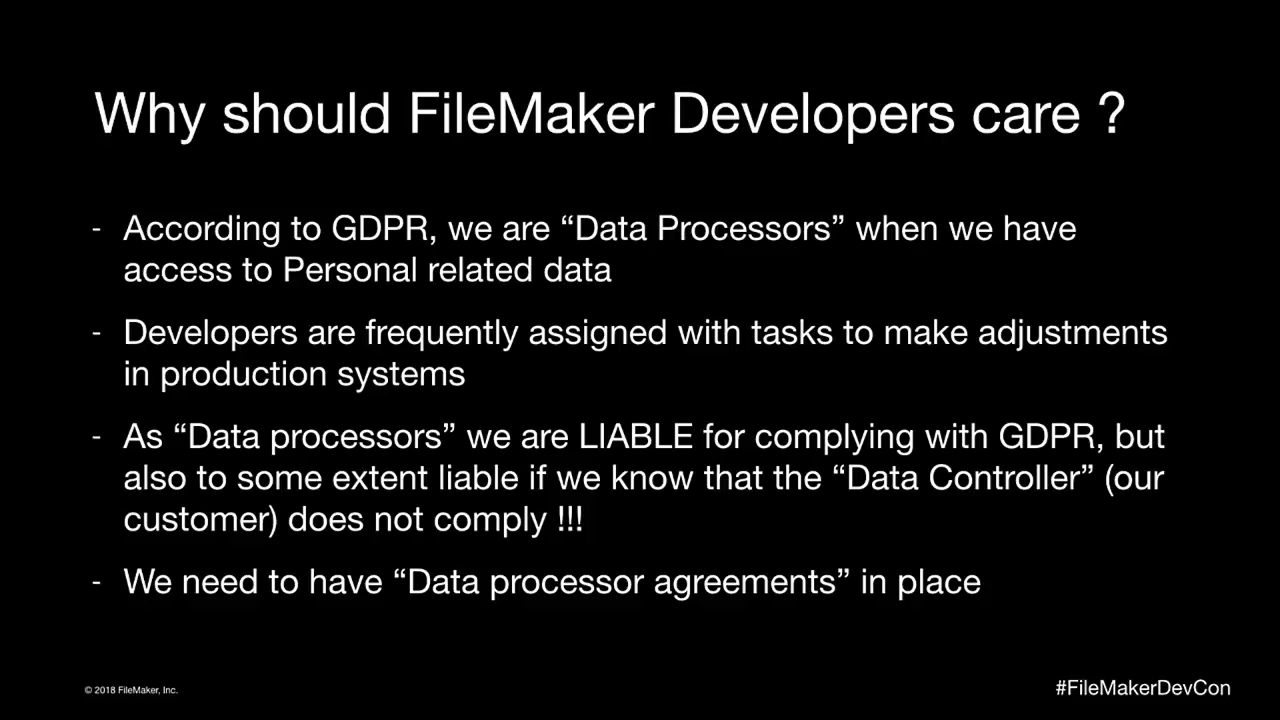 Why should FileMaker Developers care ?
- According to GDPR, we are “Data Processors” when we have
access to Personal related data
- Developers are frequently assigned with tasks to make adjustments
in production systems
- As “Data processors” we are LIABLE for complying with GDPR, but
also to some extent liable if we know that the “Data Controller” (our
customer) does not comply !!!
- We need to have “Data processor agreements” in place
© 2018 FileMaker, Inc.
#FileMakerDevCon